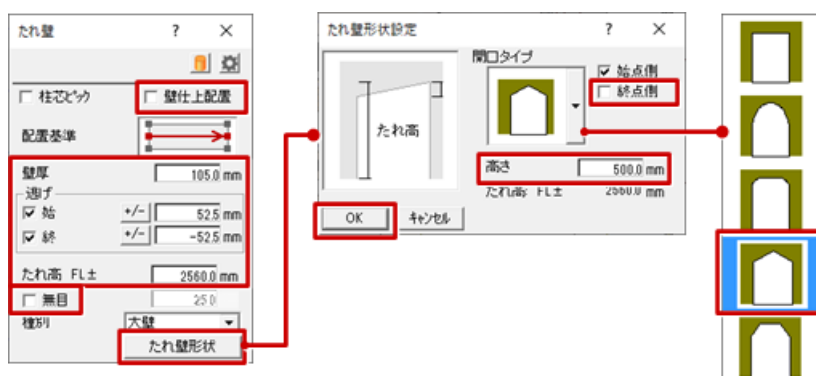 たれ壁 ? ×
柱芯ピック 壁仕上配置
配置基準
壁厚 105.0 mm
逃げ
始 +/- 52.5 mm
終 +/- -52.5 mm
たれ高 FL± 2560.0 mm
無目 25.0
種別 大壁
たれ壁形状
たれ壁形状設定 ? ×
たれ高
開口タイプ
始点側
終点側
高さ 500.0 mm
たれ高: FL± 2560.0 mm
OK キャンセル